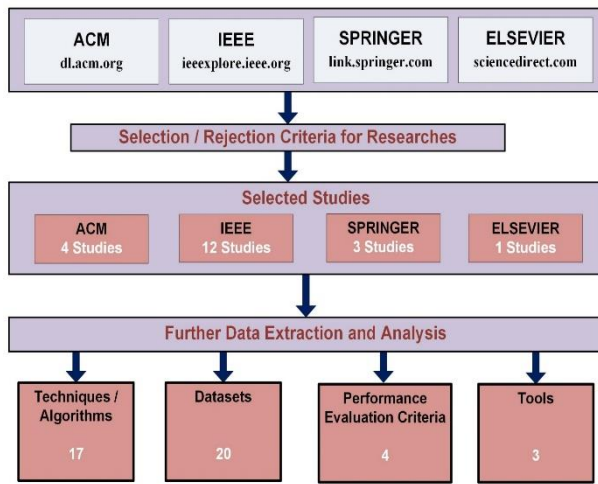 ACM
dl.acm.org
IEEE
ieeexplore.ieee.org
SPRINGER
link.springer.com
ELSEVIER
sciencedirect.com
Selection / Rejection Criteria for Researches
Selected Studies
ACM
4 Studies
IEEE
12 Studies
SPRINGER
3 Studies
ELSEVIER
1 Studies
Further Data Extraction and Analysis
Techniques /
Algorithms
17
Datasets
20
Performance
Evaluation Criteria
4
Tools
3